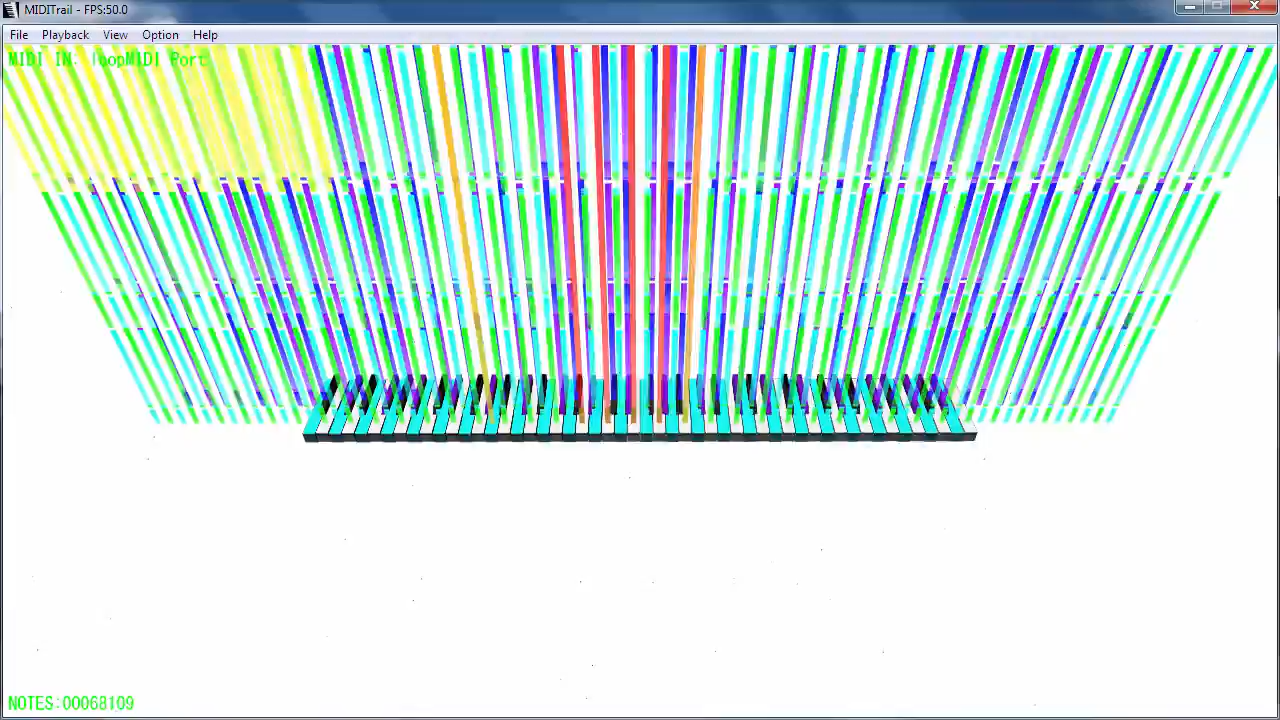 MIDITrail - FPS:50.0
File Playback View Option Help
MIDI IN: loopMIDI Port
NOTES:00068109